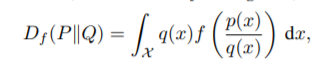 D_f(P‖Q) = ∫_𝒳 q(x) f (p(x)/q(x)) dx,